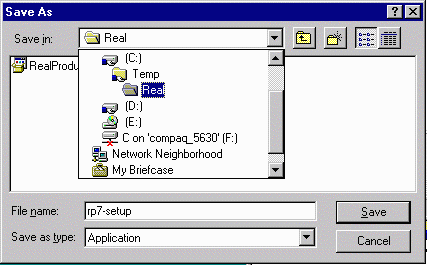 Save As
Save in:
Real
RealProdu
(C:)
Temp
Real
(D:)
(E:)
C on 'compaq_5630' (F:)
Network Neighborhood
My Briefcase
File name:
rp7-setup
Save
Save as type:
Application
Cancel